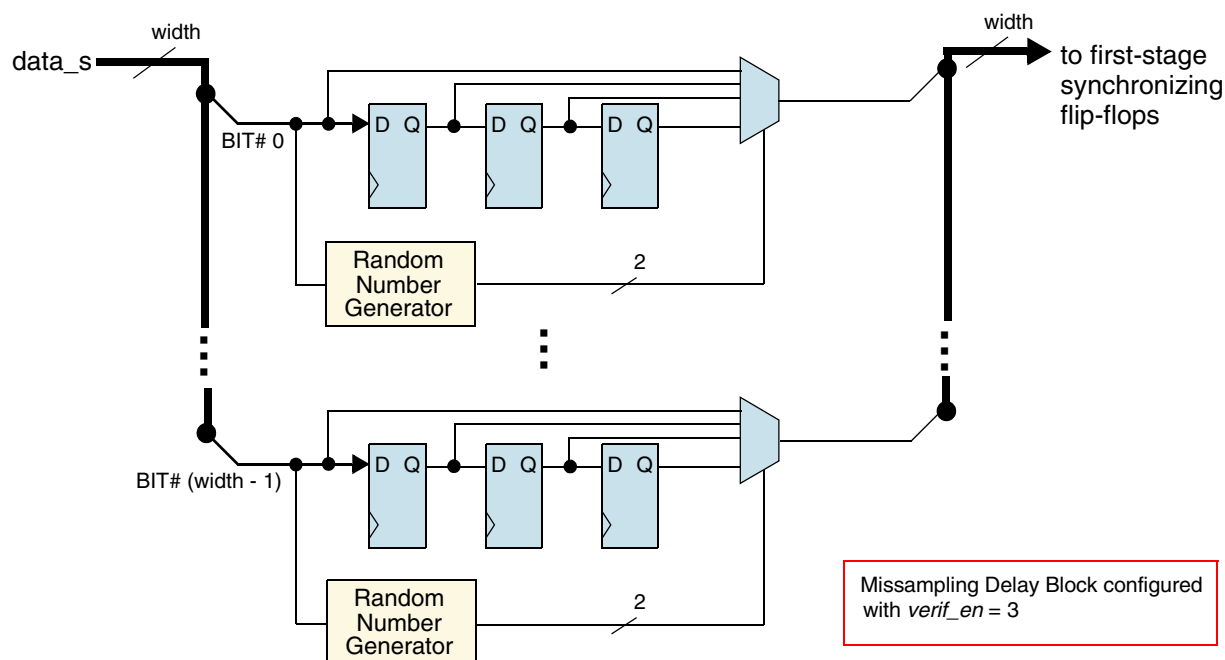 width
data_s
width
to first-stage
synchronizing
flip-flops
BIT# 0
D Q
D Q
D Q
Random
Number
Generator
2
BIT# (width - 1)
D Q
D Q
D Q
Random
Number
Generator
2
Missampling Delay Block configured
with verif_en = 3